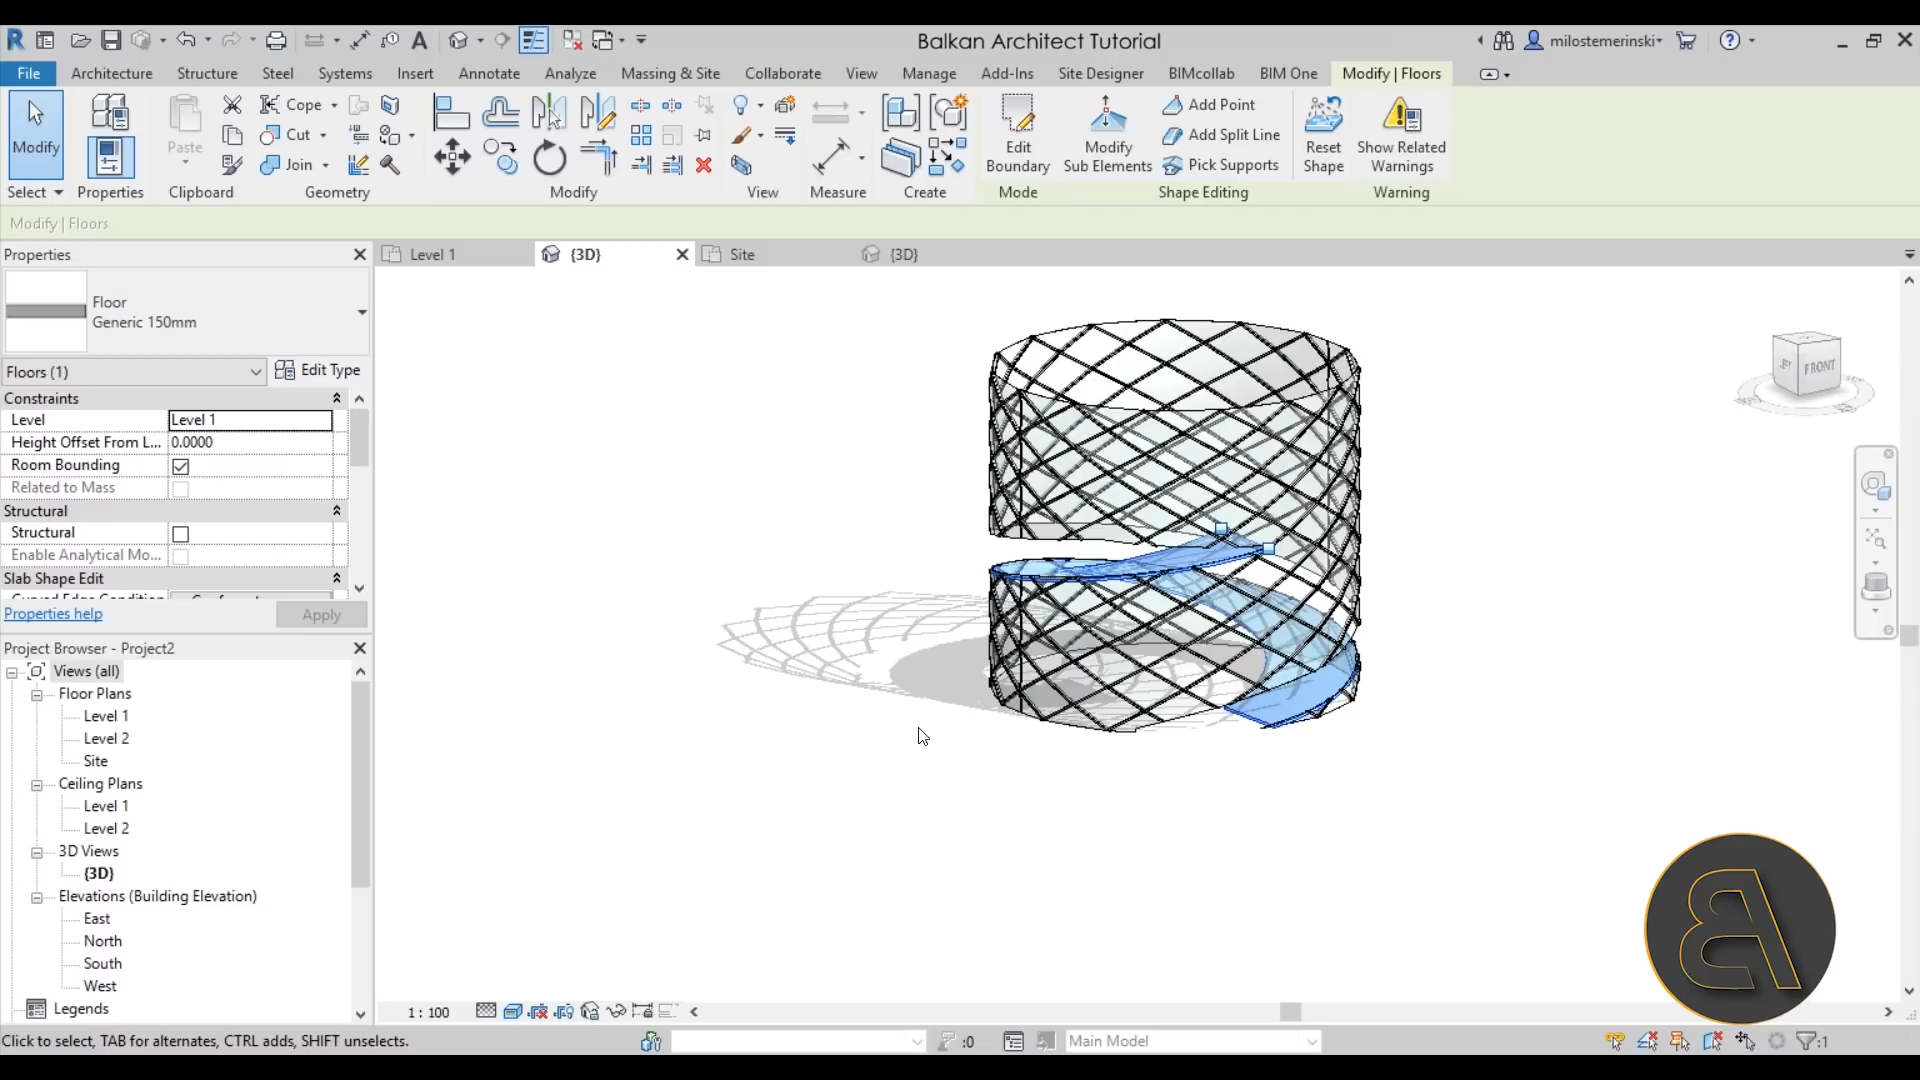 Balkan Architect Tutorial
milostemerinski
File Architecture Structure Steel Systems Insert Annotate Analyze Massing & Site Collaborate View Manage Add-Ins Site Designer BIMcollab BIM One Modify | Floors
Modify
Select
Properties
Paste
Clipboard
Cope
Cut
Join
Geometry
Modify
View
Measure
Create
Edit Boundary
Mode
Modify Sub Elements
Add Point
Add Split Line
Pick Supports
Shape Editing
Reset Shape
Show Related Warnings
Warning
Modify | Floors
Properties
Level 1
{3D}
Site
{3D}
Floor
Generic 150mm
Floors (1)
Edit Type
Constraints
Level Level 1
Height Offset From L... 0.0000
Room Bounding
Related to Mass
Structural
Structural
Enable Analytical Mo...
Slab Shape Edit
Properties help
Apply
Project Browser - Project2
Views (all)
Floor Plans
Level 1
Level 2
Site
Ceiling Plans
Level 1
Level 2
3D Views
{3D}
Elevations (Building Elevation)
East
North
South
West
Legends
FRONT
1 : 100
Click to select, TAB for alternates, CTRL adds, SHIFT unselects.
:0
Main Model
:1